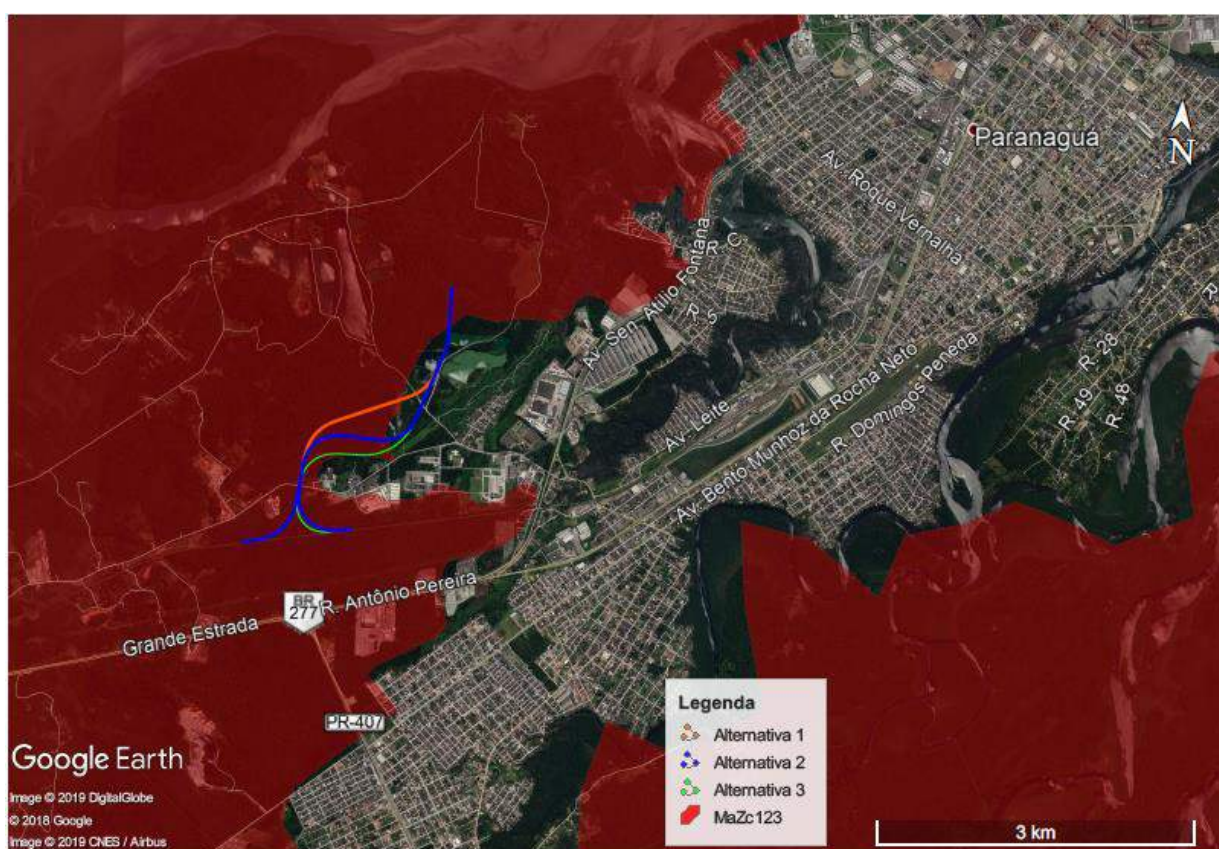 Paranaguá
N
Av. Roque Vernalha
R. C
Av. Sen. Atílio Fontana
R. 5
R. 28
R. 49
R. 48
R.
Av. Leite
Av. Bento Munhoz da Rocha Neto
R. Domingos Peneda
BR
277
R. Antônio Pereira
Grande Estrada
PR-407
Legenda
Alternativa 1
Alternativa 2
Alternativa 3
MaZc123
Google Earth
Image © 2019 DigitalGlobe
© 2018 Google
Image © 2019 CNES / Airbus
3 km